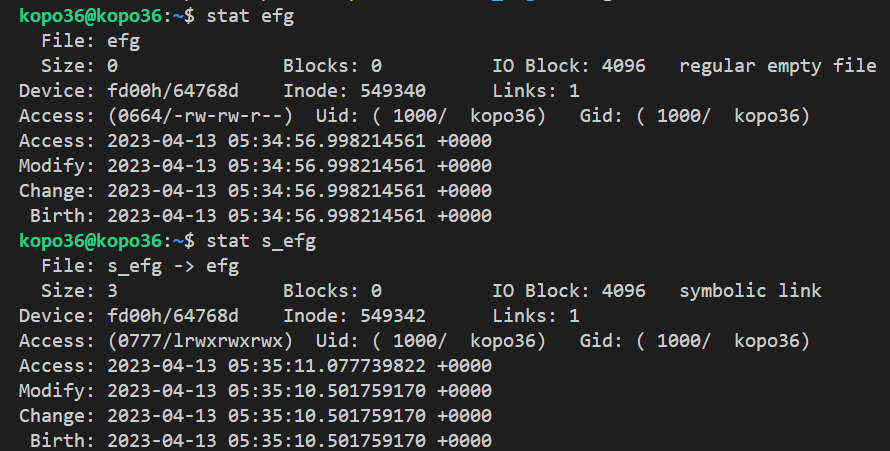 kopo36@kopo36:~$ stat efg
  File: efg
  Size: 0               Blocks: 0          IO Block: 4096   regular empty file
Device: fd00h/64768d    Inode: 549340      Links: 1
Access: (0664/-rw-rw-r--)  Uid: ( 1000/  kopo36)   Gid: ( 1000/  kopo36)
Access: 2023-04-13 05:34:56.998214561 +0000
Modify: 2023-04-13 05:34:56.998214561 +0000
Change: 2023-04-13 05:34:56.998214561 +0000
 Birth: 2023-04-13 05:34:56.998214561 +0000
kopo36@kopo36:~$ stat s_efg
  File: s_efg -> efg
  Size: 3               Blocks: 0          IO Block: 4096   symbolic link
Device: fd00h/64768d    Inode: 549342      Links: 1
Access: (0777/lrwxrwxrwx)  Uid: ( 1000/  kopo36)   Gid: ( 1000/  kopo36)
Access: 2023-04-13 05:35:11.077739822 +0000
Modify: 2023-04-13 05:35:10.501759170 +0000
Change: 2023-04-13 05:35:10.501759170 +0000
 Birth: 2023-04-13 05:35:10.501759170 +0000